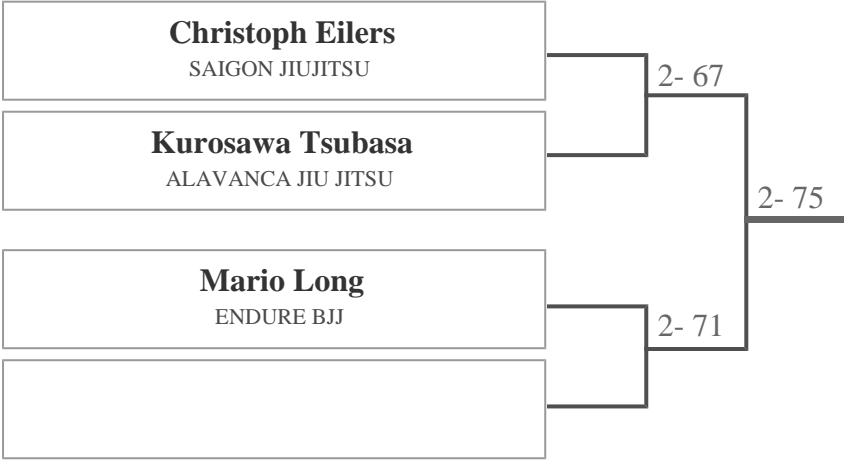 Christoph Eilers
SAIGON JIUJITSU
2- 67
Kurosawa Tsubasa
ALAVANCA JIU JITSU
2- 75
Mario Long
ENDURE BJJ
2- 71